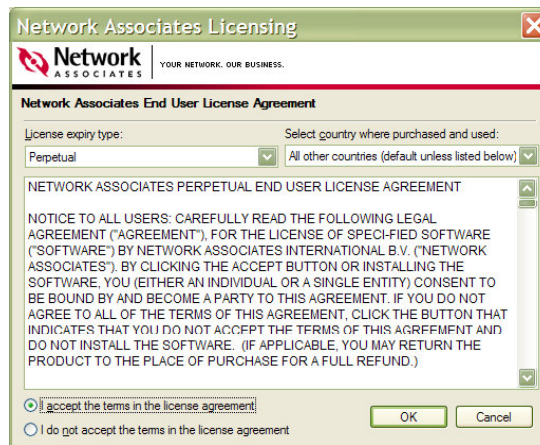 Network Associates Licensing
Network
ASSOCIATES
YOUR NETWORK. OUR BUSINESS.
Network Associates End User License Agreement
License expiry type:
Select country where purchased and used:
Perpetual
All other countries (default unless listed below)
NETWORK ASSOCIATES PERPETUAL END USER LICENSE AGREEMENT
NOTICE TO ALL USERS: CAREFULLY READ THE FOLLOWING LEGAL
AGREEMENT ("AGREEMENT"), FOR THE LICENSE OF SPECI-FIED SOFTWARE
("SOFTWARE") BY NETWORK ASSOCIATES INTERNATIONAL B.V. ("NETWORK
ASSOCIATES"). BY CLICKING THE ACCEPT BUTTON OR INSTALLING THE
SOFTWARE, YOU (EITHER AN INDIVIDUAL OR A SINGLE ENTITY) CONSENT TO
BE BOUND BY AND BECOME A PARTY TO THIS AGREEMENT. IF YOU DO NOT
AGREE TO ALL OF THE TERMS OF THIS AGREEMENT, CLICK THE BUTTON THAT
INDICATES THAT YOU DO NOT ACCEPT THE TERMS OF THIS AGREEMENT AND
DO NOT INSTALL THE SOFTWARE. (IF APPLICABLE, YOU MAY RETURN THE
PRODUCT TO THE PLACE OF PURCHASE FOR A FULL REFUND.)
I accept the terms in the license agreement
I do not accept the terms in the license agreement
OK
Cancel